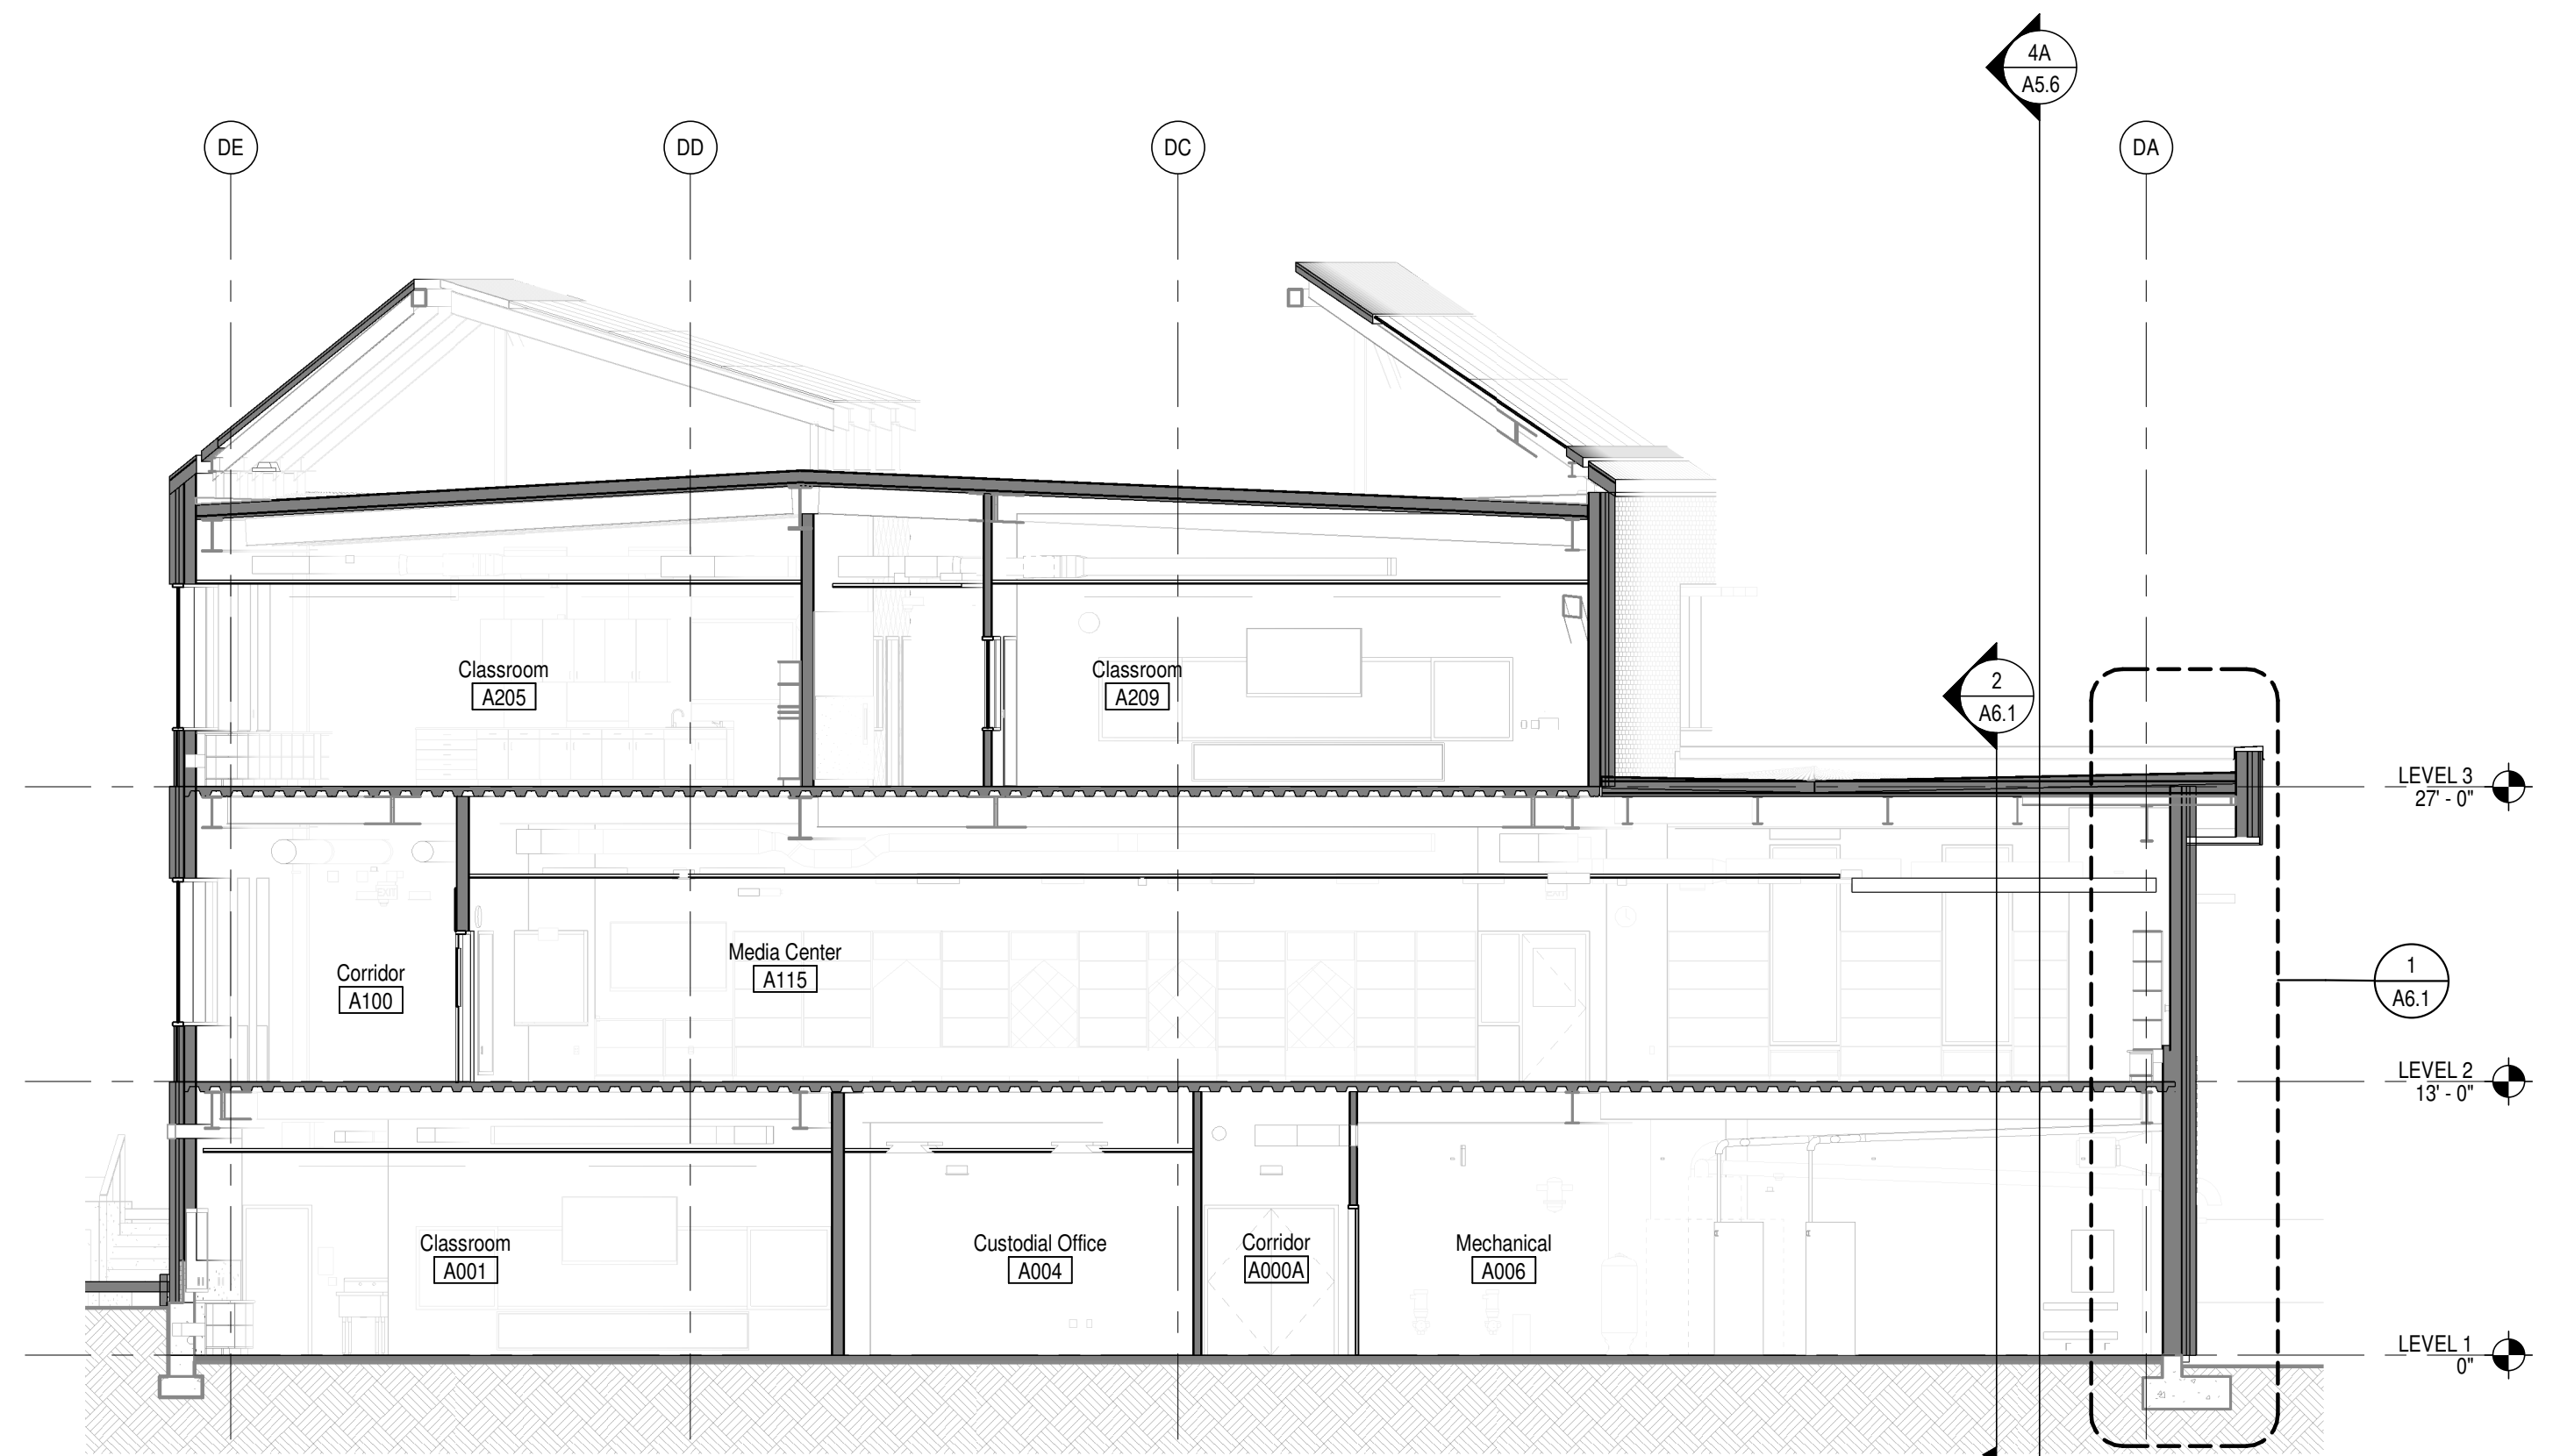 4A
A5.6
DE
DD
DC
DA
Classroom
A205
Classroom
A209
2
A6.1
LEVEL 3
27' - 0"
Media Center
A115
Corridor
A100
1
A6.1
LEVEL 2
13' - 0"
Classroom
A001
Custodial Office
A004
Corridor
A000A
Mechanical
A006
LEVEL 1
0"